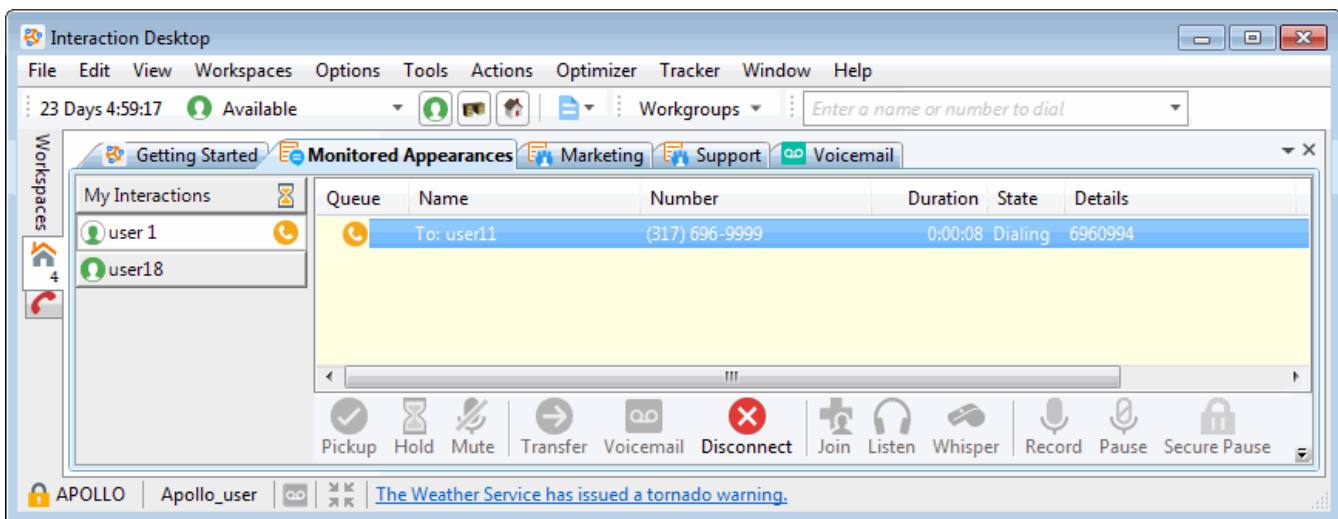 Interaction Desktop
File Edit View Workspaces Options Tools Actions Optimizer Tracker Window Help
23 Days 4:59:17 Available Workgroups Enter a name or number to dial
Workspaces
Getting Started Monitored Appearances Marketing Support Voicemail
My Interactions
Queue Name Number Duration State Details
user 1
To: user11 (317) 696-9999 0:00:08 Dialing 6960994
user18
4
Pickup Hold Mute Transfer Voicemail Disconnect Join Listen Whisper Record Pause Secure Pause
APOLLO Apollo_user The Weather Service has issued a tornado warning.